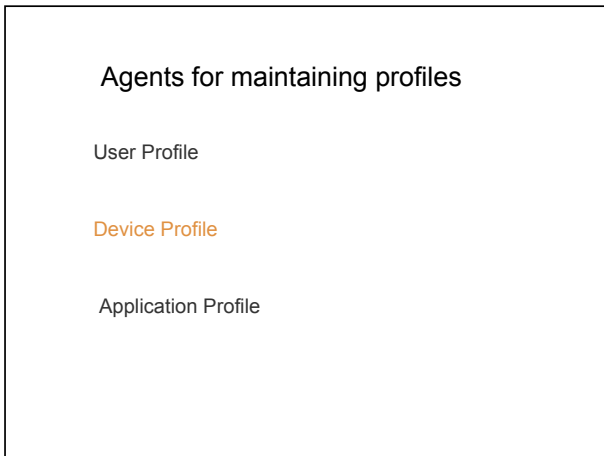 Agents for maintaining profiles
User Profile
Device Profile
Application Profile